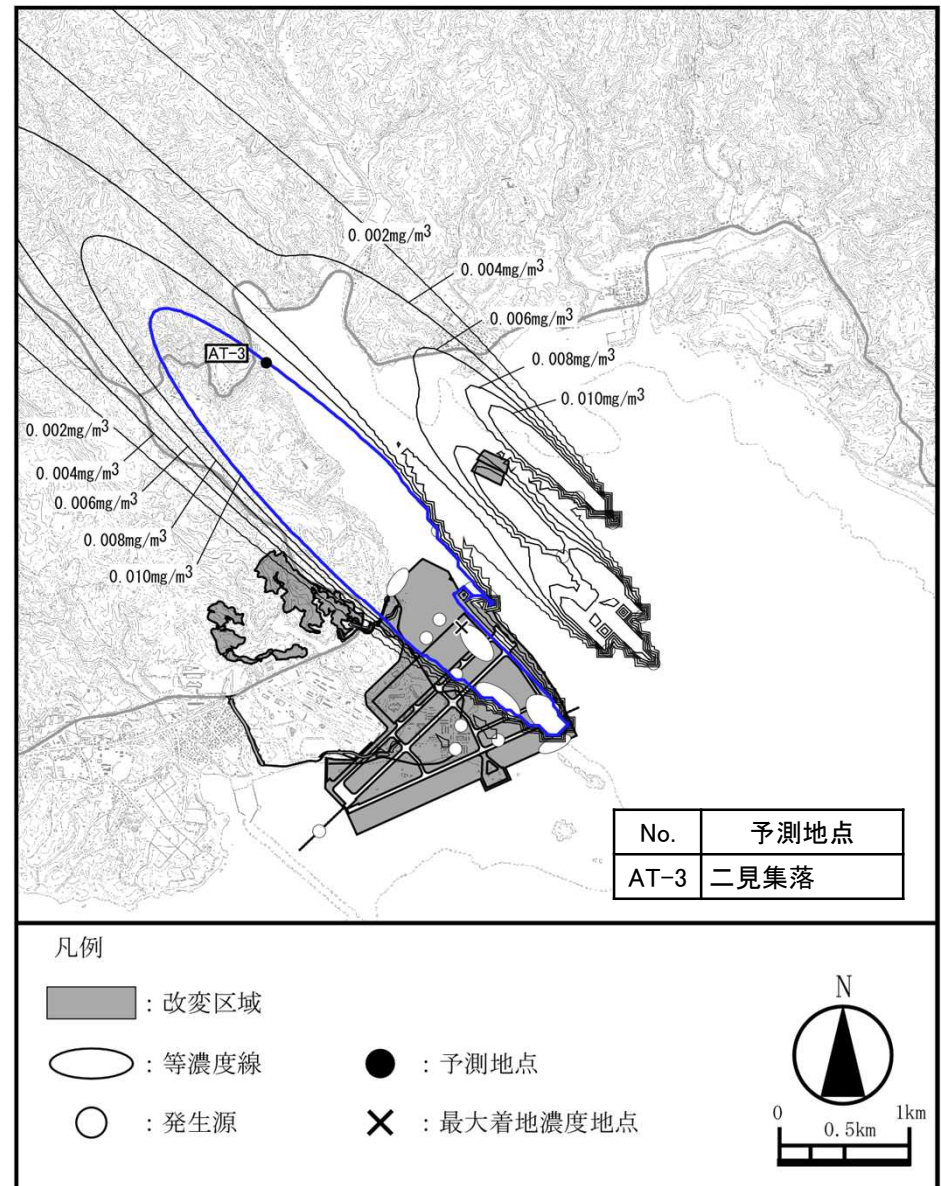 0.002mg/m³
0.004mg/m³
0.006mg/m³
0.008mg/m³
0.010mg/m³
AT-3
0.002mg/m³
0.004mg/m³
0.006mg/m³
0.008mg/m³
0.010mg/m³
No. 予測地点
AT-3 二見集落
凡例
：改変区域
：等濃度線
：予測地点
：発生源
：最大着地濃度地点
N
0 1km
0.5km